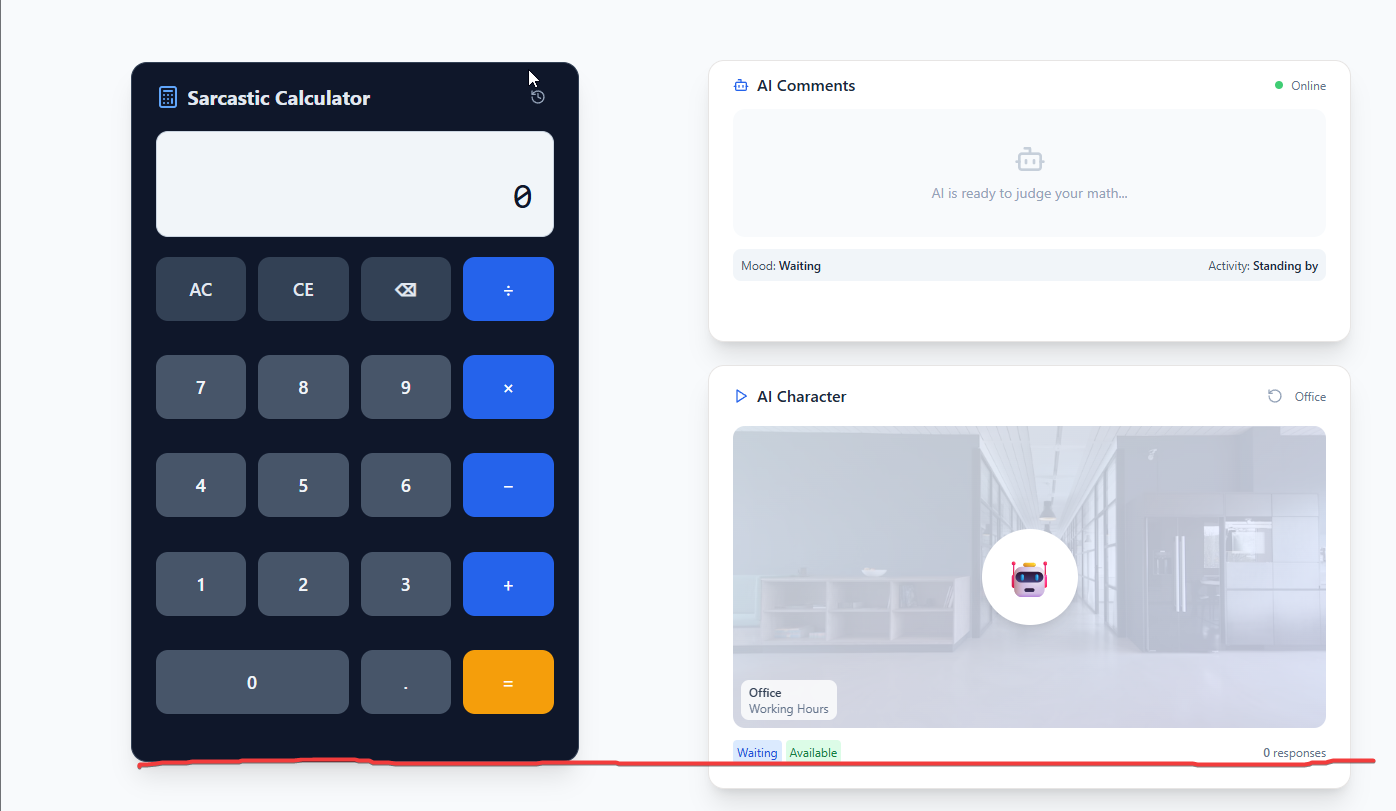 Sarcastic Calculator
0
AC CE ⌫ ÷
7 8 9 ×
4 5 6 −
1 2 3 +
0 . =
AI Comments
Online
AI is ready to judge your math...
Mood: Waiting
Activity: Standing by
AI Character
Office
Office
Working Hours
Waiting Available
0 responses